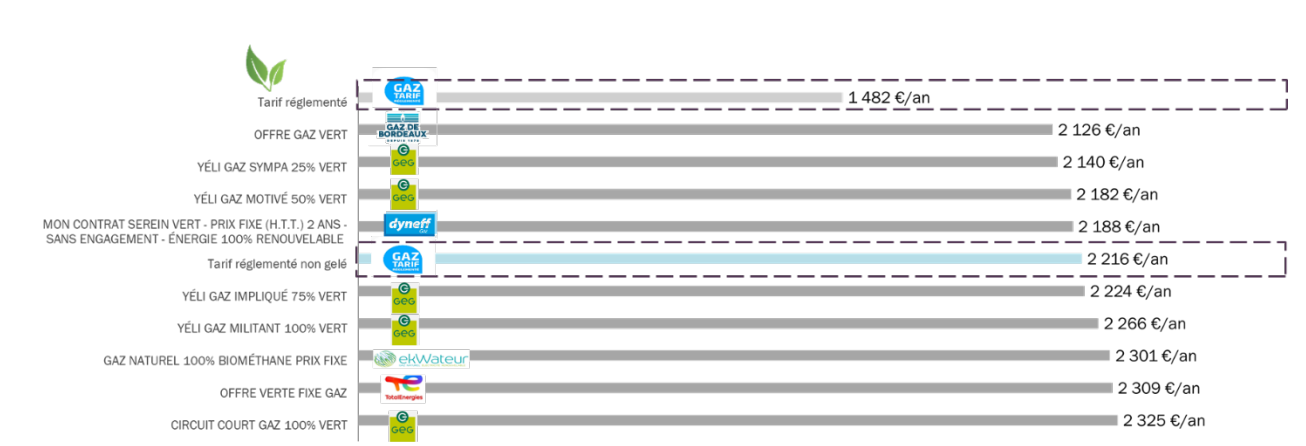 GAZ
TARIF
RÉGLEMENTÉ
Tarif réglementé
1 482 €/an
GAZ DE
BORDEAUX
DEPUIS 1875
OFFRE GAZ VERT
2 126 €/an
YÉLI GAZ SYMPA 25% VERT
GEG
2 140 €/an
YÉLI GAZ MOTIVÉ 50% VERT
GEG
2 182 €/an
MON CONTRAT SEREIN VERT - PRIX FIXE (H.T.T.) 2 ANS -
SANS ENGAGEMENT - ÉNERGIE 100% RENOUVELABLE
dyneff
2 188 €/an
Tarif réglementé non gelé
GAZ
TARIF
RÉGLEMENTÉ
2 216 €/an
YÉLI GAZ IMPLIQUÉ 75% VERT
GEG
2 224 €/an
YÉLI GAZ MILITANT 100% VERT
GEG
2 266 €/an
GAZ NATUREL 100% BIOMÉTHANE PRIX FIXE
ekWateur
2 301 €/an
OFFRE VERTE FIXE GAZ
TotalEnergies
2 309 €/an
CIRCUIT COURT GAZ 100% VERT
GEG
2 325 €/an